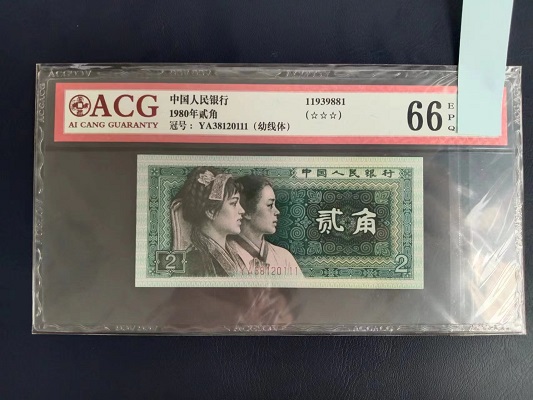 ACG
AI CANG GUARANTY
中国人民银行
1980年贰角
冠号：YA38120111（幼线体）
11939881
(☆☆☆)
66
EPQ
中国人民银行
贰角
2
YA38120111
2